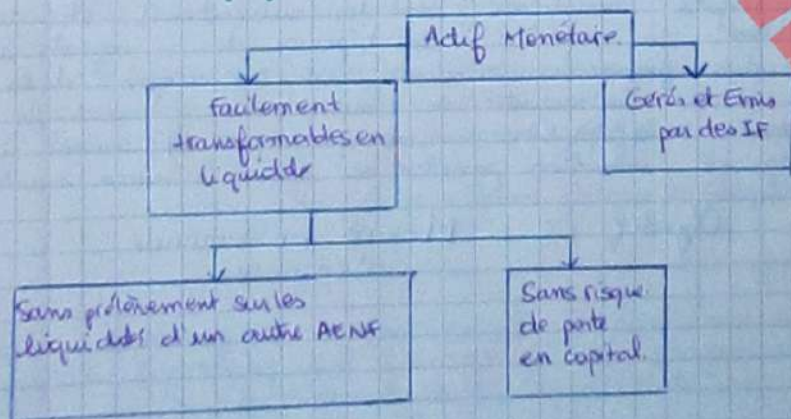 Actif Monétaire.
Facilement
transformables en
liquidité
Gérés et Emis
par des IF
Sans prélèvement sur les
liquidités d'un autre AENF
Sans risque
de perte
en capital.